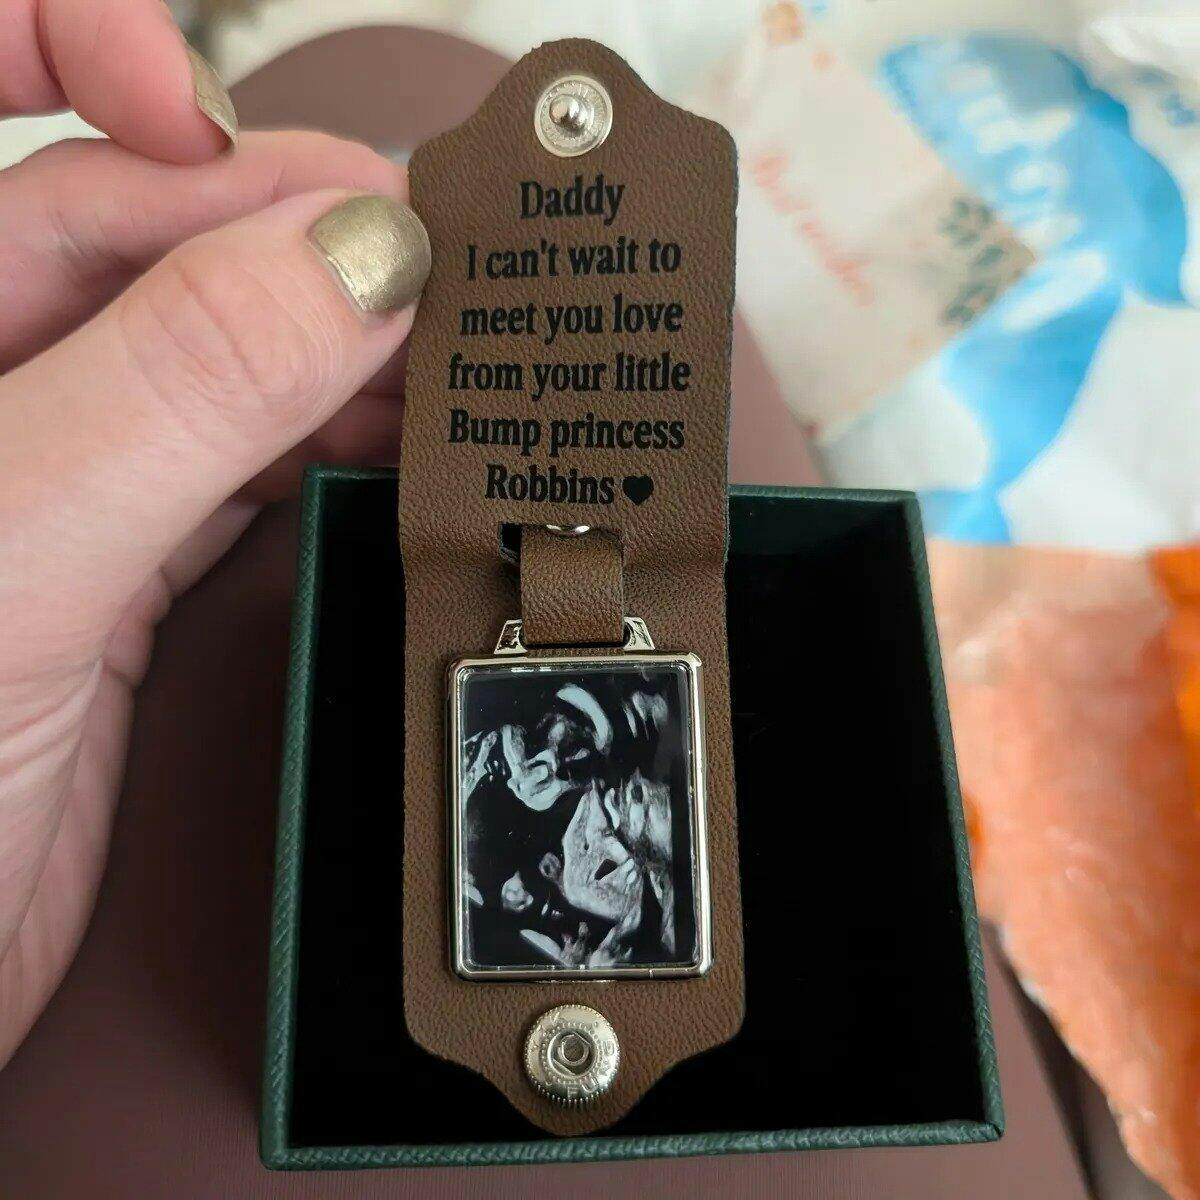 Daddy
I can't wait to
meet you love
from your little
Bump princess
Robbins ♥